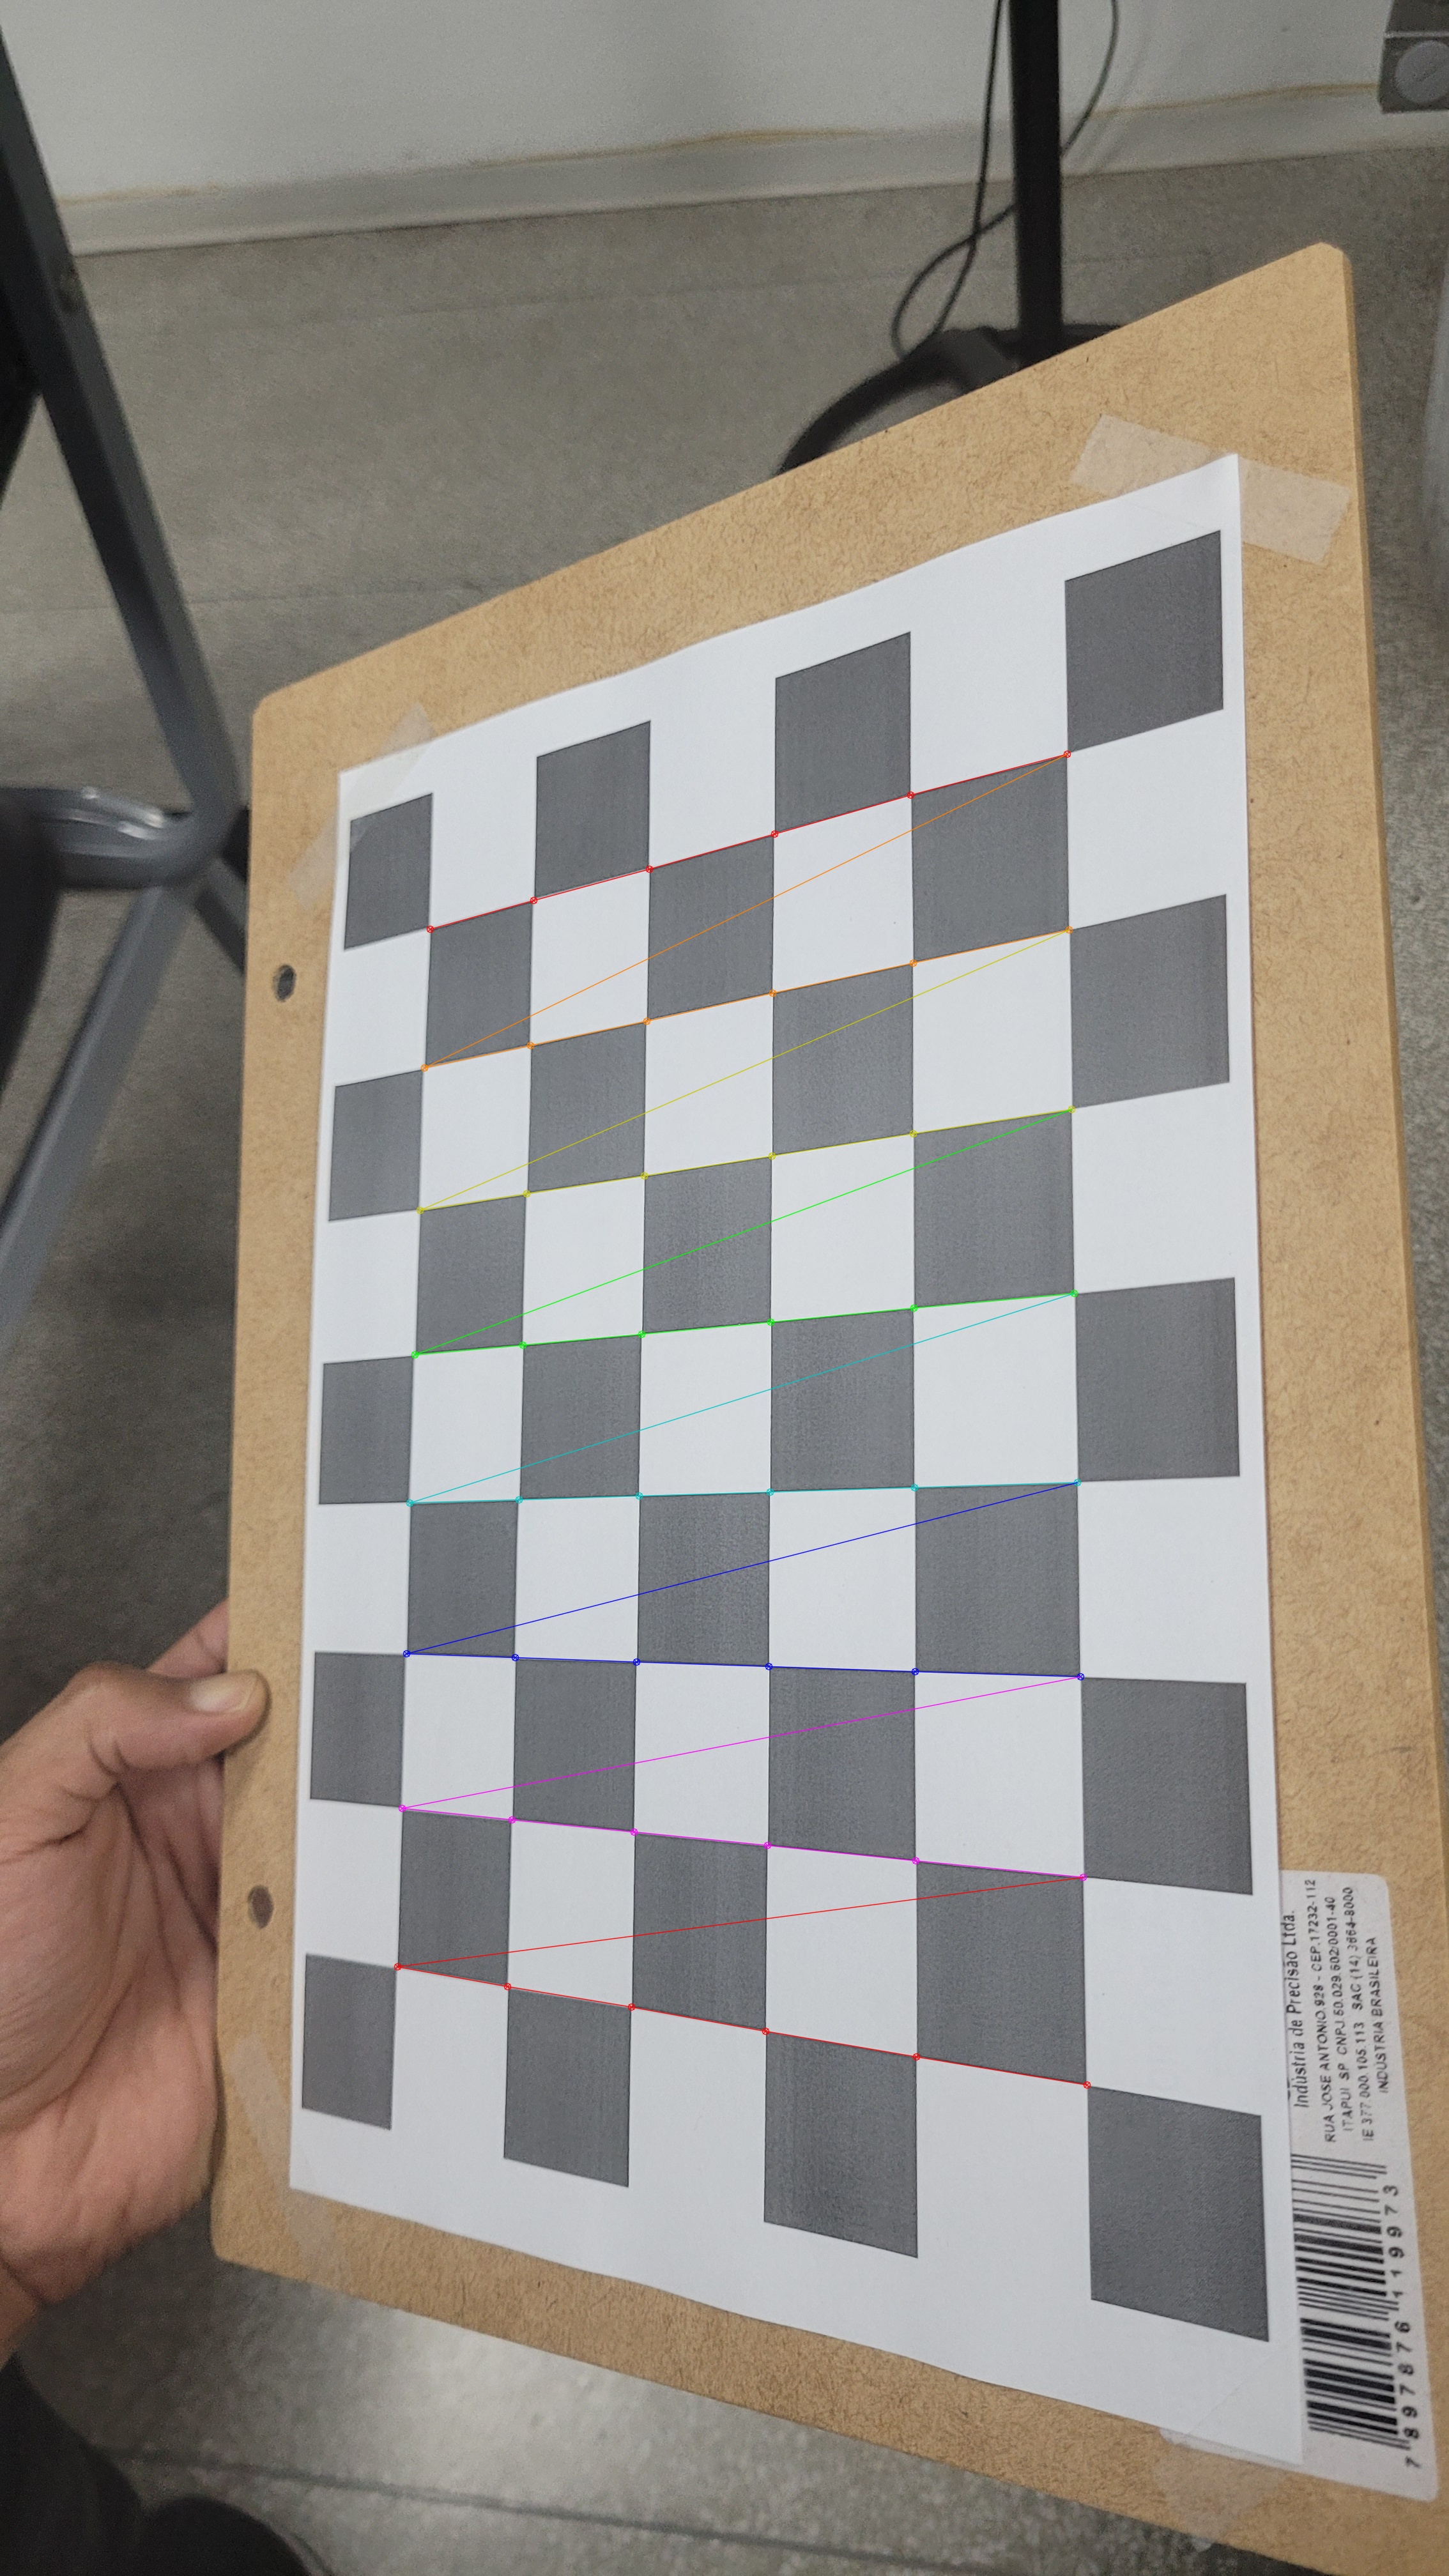 Indústria de Precisão Ltda.
RUA JOSE ANTONIO.928 - CEP.17232-112
ITAPUI SP CNPJ.50.029.602/0001-40
IE 377.000.105.113 SAC (14) 3664-8000
INDÚSTRIA BRASILEIRA
7 897876 119973